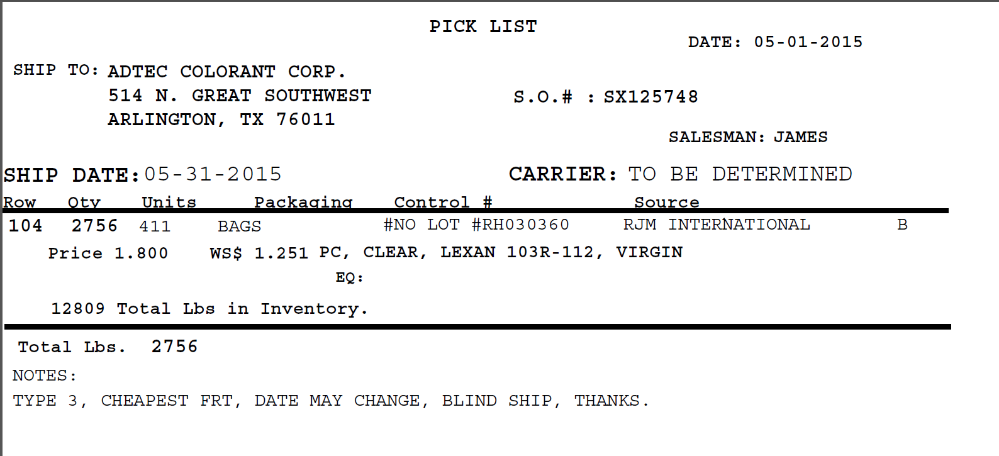 PICK LIST
DATE: 05-01-2015
SHIP TO: ADTEC COLORANT CORP.
514 N. GREAT SOUTHWEST
S.O.# : SX125748
ARLINGTON, TX 76011
SALESMAN: JAMES
SHIP DATE: 05-31-2015 CARRIER: TO BE DETERMINED
Row Qty Units Packaging Control # Source
104 2756 411 BAGS #NO LOT #RH030360 RJM INTERNATIONAL B
Price 1.800 WS$ 1.251 PC, CLEAR, LEXAN 103R-112, VIRGIN
EQ:
12809 Total Lbs in Inventory.
Total Lbs. 2756
NOTES:
TYPE 3, CHEAPEST FRT, DATE MAY CHANGE, BLIND SHIP, THANKS.